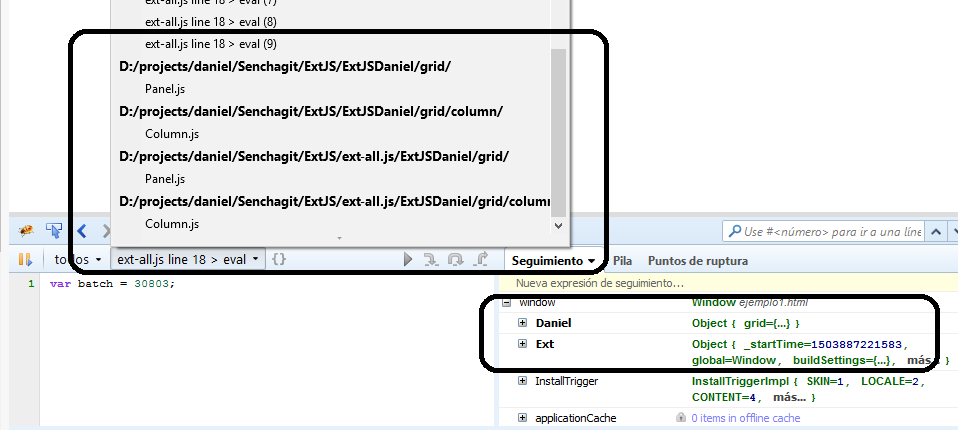 ext-all.js line 18 > eval (7)
ext-all.js line 18 > eval (8)
ext-all.js line 18 > eval (9)
D:/projects/daniel/Senchagit/ExtJS/ExtJSDaniel/grid/
Panel.js
D:/projects/daniel/Senchagit/ExtJS/ExtJSDaniel/grid/column/
Column.js
D:/projects/daniel/Senchagit/ExtJS/ext-all.js/ExtJSDaniel/grid/
Panel.js
D:/projects/daniel/Senchagit/ExtJS/ext-all.js/ExtJSDaniel/grid/colum
Column.js
Use #<número> para ir a una líne
todos ext-all.js line 18 > eval {} Seguimiento Pila Puntos de ruptura
1 var batch = 30803;
Nueva expresión de seguimiento...
window Window ejemplo1.html
Daniel Object { grid={...} }
Ext Object { _startTime=1503887221583,
global=Window, buildSettings={...}, más... }
InstallTrigger InstallTriggerImpl { SKIN=1, LOCALE=2,
CONTENT=4, más... }
applicationCache 0 items in offline cache